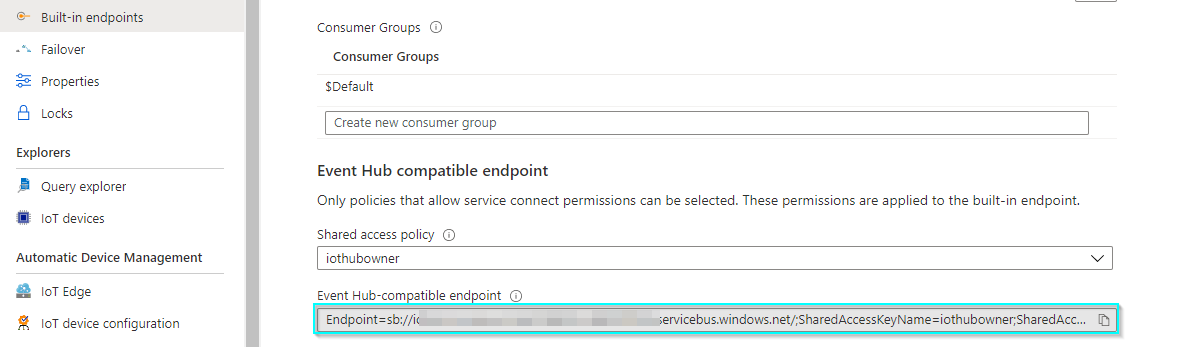 Built-in endpoints
Failover
Properties
Locks
Explorers
Query explorer
IoT devices
Automatic Device Management
IoT Edge
IoT device configuration
Consumer Groups
Consumer Groups
$Default
Create new consumer group
Event Hub compatible endpoint
Only policies that allow service connect permissions can be selected. These permissions are applied to the built-in endpoint.
Shared access policy
iothubowner
Event Hub-compatible endpoint
Endpoint=sb://ic servicebus.windows.net/;SharedAccessKeyName=iothubowner;SharedAcc...